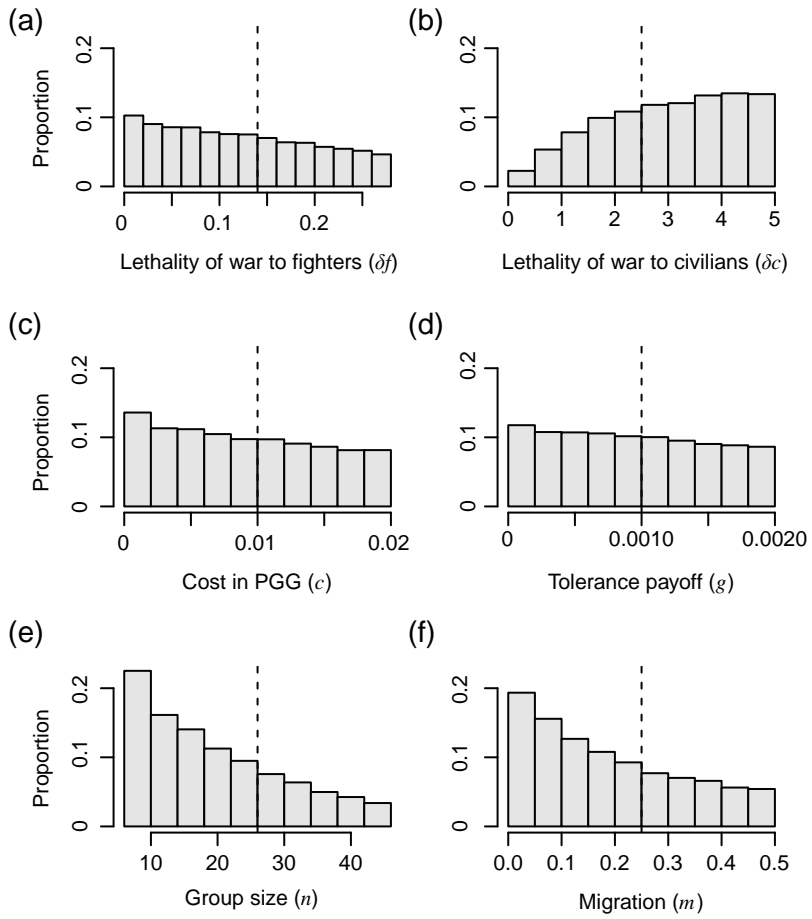 (a)
Proportion
0 0.1 0.2
0 0.1 0.2
Lethality of war to fighters (δf)
(b)
0 0.1 0.2
0 1 2 3 4 5
Lethality of war to civilians (δc)
(c)
Proportion
0 0.1 0.2
0 0.01 0.02
Cost in PGG (c)
(d)
0 0.1 0.2
0 0.0010 0.0020
Tolerance payoff (g)
(e)
Proportion
0 0.1 0.2
10 20 30 40
Group size (n)
(f)
0 0.1 0.2
0.0 0.1 0.2 0.3 0.4 0.5
Migration (m)